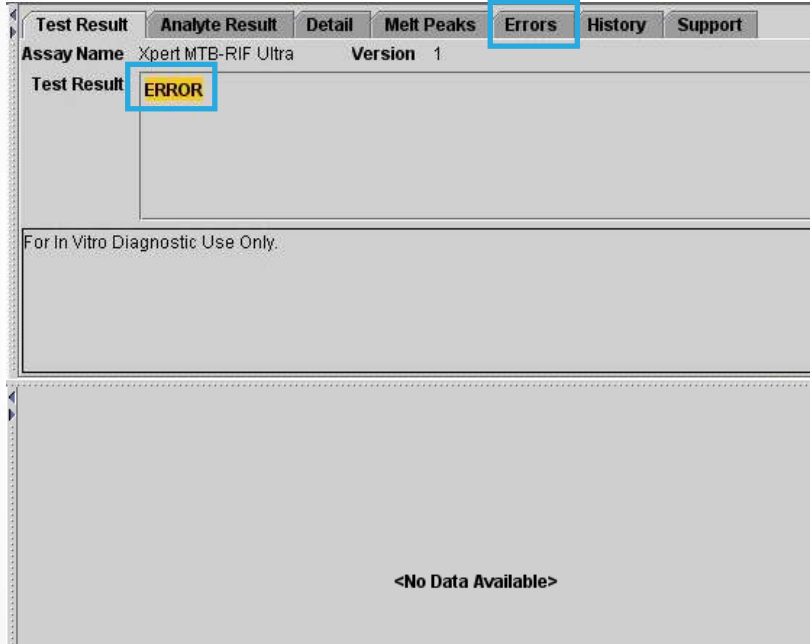 Test Result Analyte Result Detail Melt Peaks Errors History Support
Assay Name Xpert MTB-RIF Ultra Version 1
Test Result ERROR
For In Vitro Diagnostic Use Only.
<No Data Available>